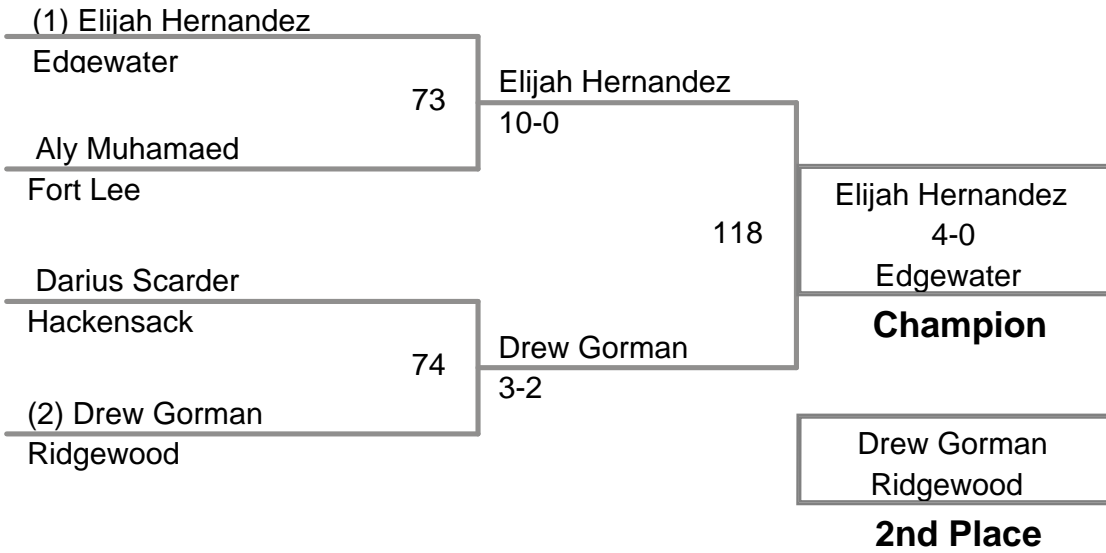 (1) Elijah Hernandez
Edgewater
73
Aly Muhamaed
Fort Lee
Darius Scarder
Hackensack
74
(2) Drew Gorman
Ridgewood
Elijah Hernandez
10-0
118
Drew Gorman
3-2
Elijah Hernandez
4-0
Edgewater
Champion
Drew Gorman
Ridgewood
2nd Place